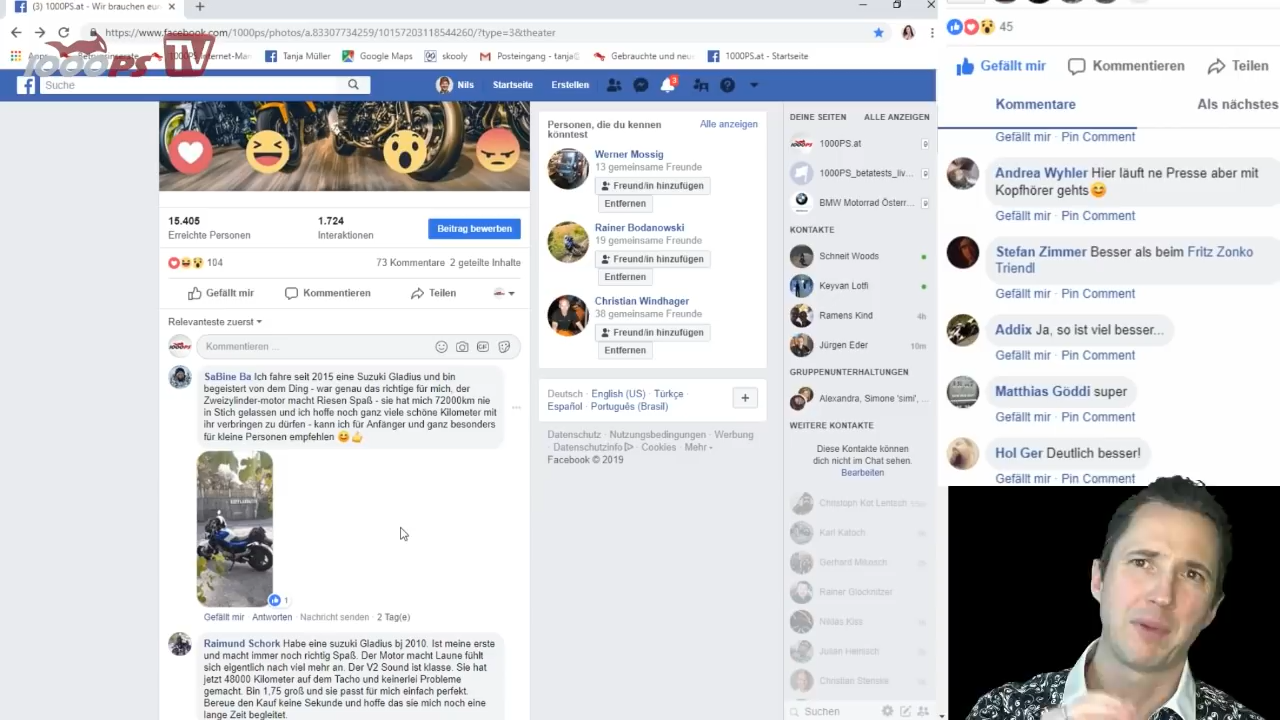 (3) 1000PS.at - Wir brauchen eur
https://www.facebook.com/1000ps/photos/a.83307734259/10157203118544260/?type=3&theater
Apps
1000PS Internet-Mar
Tanja Müller
Google Maps
skooly
Posteingang - tanja@
Gebrauchte und neue
1000PS.at - Startseite
1000PS TV
Suche
Nils
Startseite
Erstellen
3
15.405
Erreichte Personen
1.724
Interaktionen
Beitrag bewerben
104
73 Kommentare 2 geteilte Inhalte
Gefällt mir
Kommentieren
Teilen
Relevanteste zuerst
Kommentieren ...
GIF
SaBine Ba Ich fahre seit 2015 eine Suzuki Gladius und bin
begeistert von dem Ding - war genau das richtige für mich, der
Zweizylinder-motor macht Riesen Spaß - sie hat mich 72000km nie
in Stich gelassen und ich hoffe noch ganz viele schöne Kilometer mit
ihr verbringen zu dürfen - kann ich für Anfänger und ganz besonders
für kleine Personen empfehlen 😊👍
1
Gefällt mir · Antworten · Nachricht senden · 2 Tag(e)
Raimund Schork Habe eine suzuki Gladius bj 2010. Ist meine erste
und macht immer noch richtig Spaß. Der Motor macht Laune fühlt
sich eigentlich nach viel mehr an. Der V2 Sound ist klasse. Sie hat
jetzt 48000 Kilometer auf dem Tacho und keinerlei Probleme
gemacht. Bin 1,75 groß und sie passt für mich einfach perfekt.
Bereue den Kauf keine Sekunde und hoffe das sie mich noch eine
lange Zeit begleitet.
Personen, die du kennen
könntest
Alle anzeigen
Werner Mossig
13 gemeinsame Freunde
Freund/in hinzufügen
Entfernen
Rainer Bodanowski
19 gemeinsame Freunde
Freund/in hinzufügen
Entfernen
Christian Windhager
38 gemeinsame Freunde
Freund/in hinzufügen
Entfernen
Deutsch · English (US) · Türkçe ·
Español · Português (Brasil)
Datenschutz · Nutzungsbedingungen · Werbung
· Datenschutzinfo · Cookies · Mehr
Facebook © 2019
DEINE SEITEN
ALLE ANZEIGEN
1000PS.at
1000PS_betatests_liv...
BMW Motorrad Österr...
KONTAKTE
Schneit Woods
Keyvan Lotfi
Ramens Kind
4h
Jürgen Eder
10m
GRUPPENUNTERHALTUNGEN
Alexandra, Simone 'simi', ...
WEITERE KONTAKTE
Diese Kontakte können
dich nicht im Chat sehen.
Bearbeiten
Karl Katoch
Niklas Kiss
Suchen
45
Gefällt mir
Kommentieren
Teilen
Kommentare
Als nächstes
Gefällt mir · Pin Comment
Andrea Wyhler Hier läuft ne Presse aber mit
Kopfhörer gehts😊
Gefällt mir · Pin Comment
Stefan Zimmer Besser als beim Fritz Zonko
Triendl
Gefällt mir · Pin Comment
Addix Ja, so ist viel besser...
Gefällt mir · Pin Comment
Matthias Göddi super
Gefällt mir · Pin Comment
Hol Ger Deutlich besser!
Gefällt mir · Pin Comment